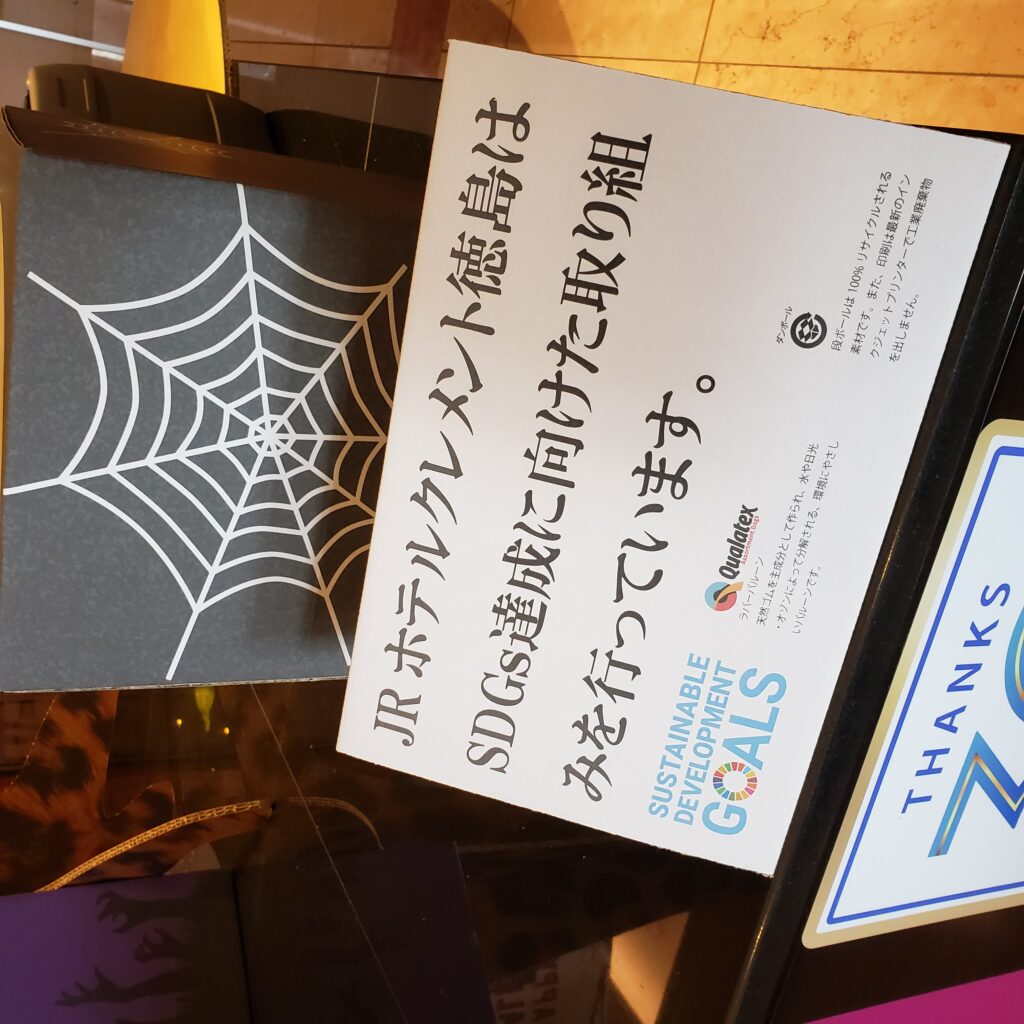 JRホテルクレメント徳島は
SDGs達成に向けた取り組
みを行っています。
SUSTAINABLE
DEVELOPMENT
GOALS
Qualatex
ラバーバルーン
天然ゴムを主成分として作られ、水や日光
・オゾンによって分解される、環境にやさし
いバルーンです。
ダンボール
段ボールは100%リサイクルされる
素材です。また、印刷は最新のイン
クジェットプリンターで工業廃棄物
を出しません。
THANKS